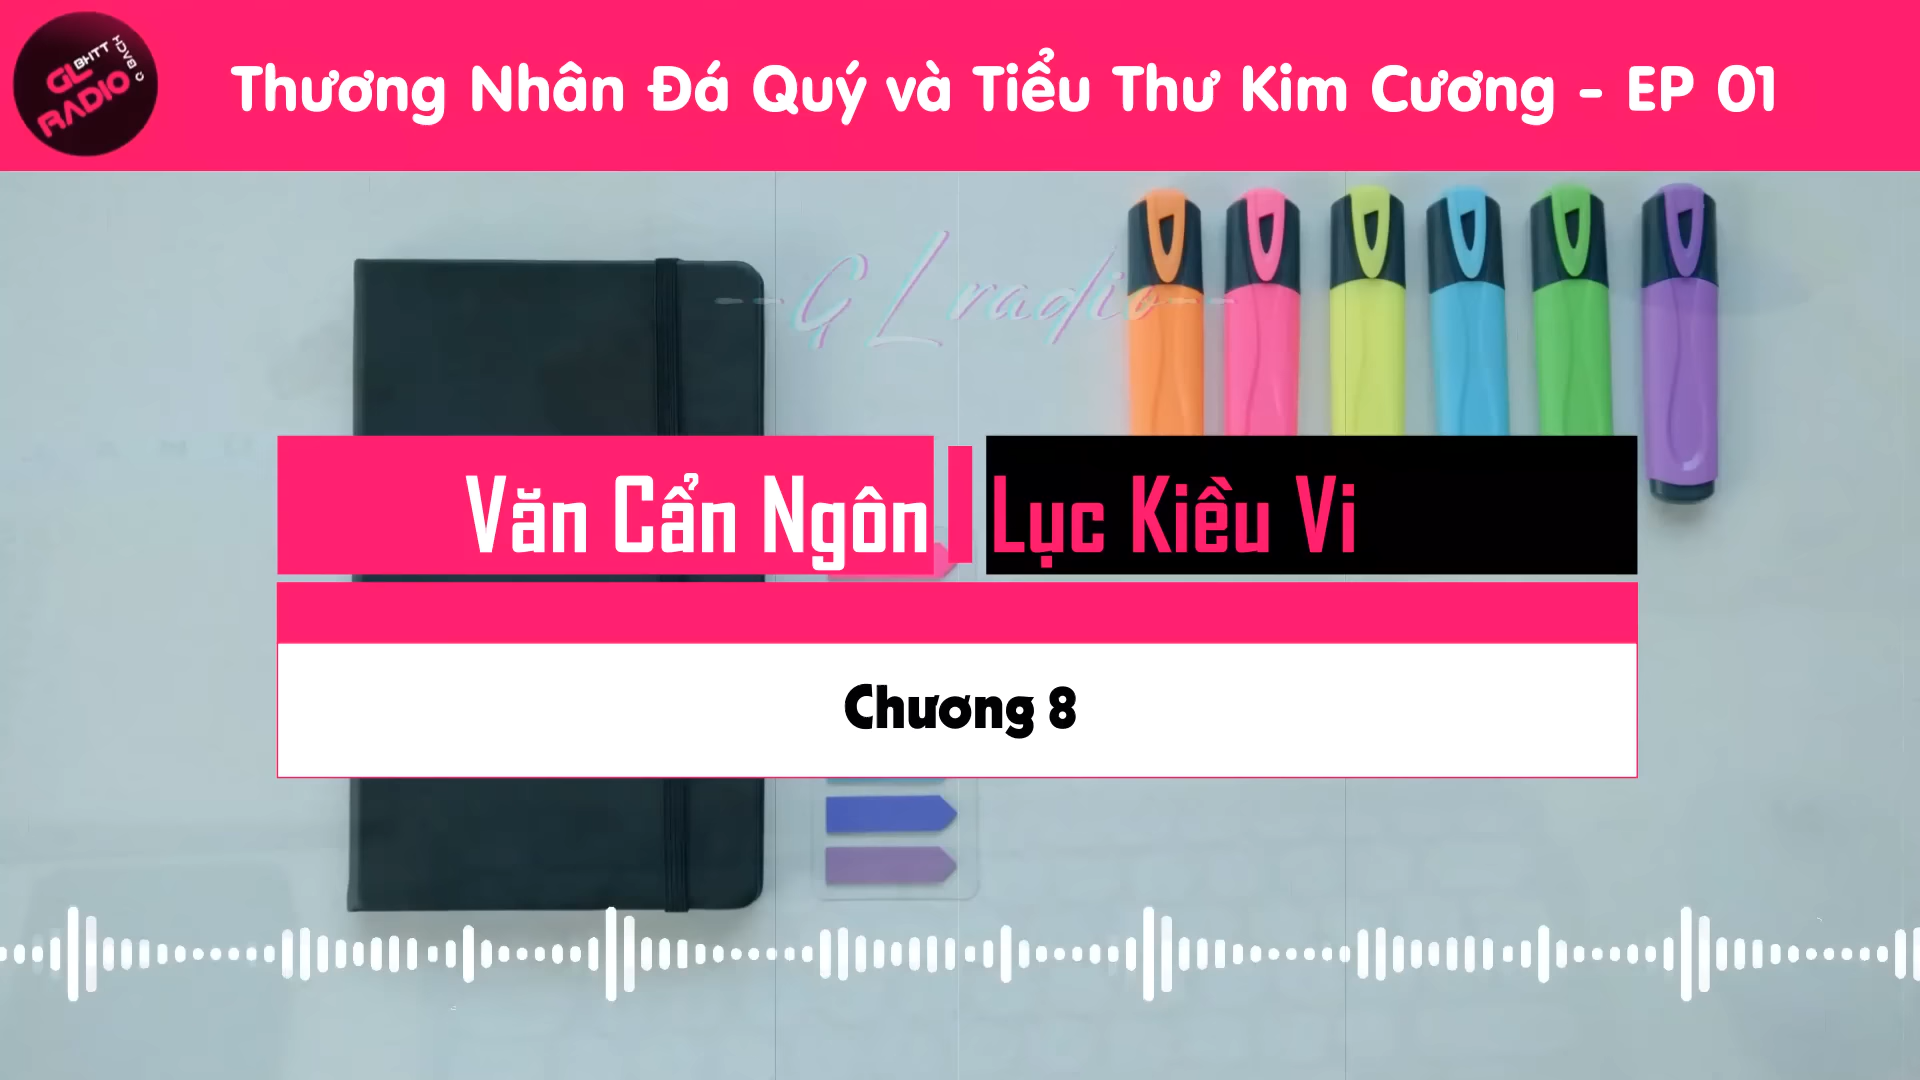 GL
BHTT
RADIO
Thương Nhân Đá Quý và Tiểu Thư Kim Cương - EP 01
--GL radio--
Văn Cẩn Ngôn
Lục Kiều Vi
Chương 8